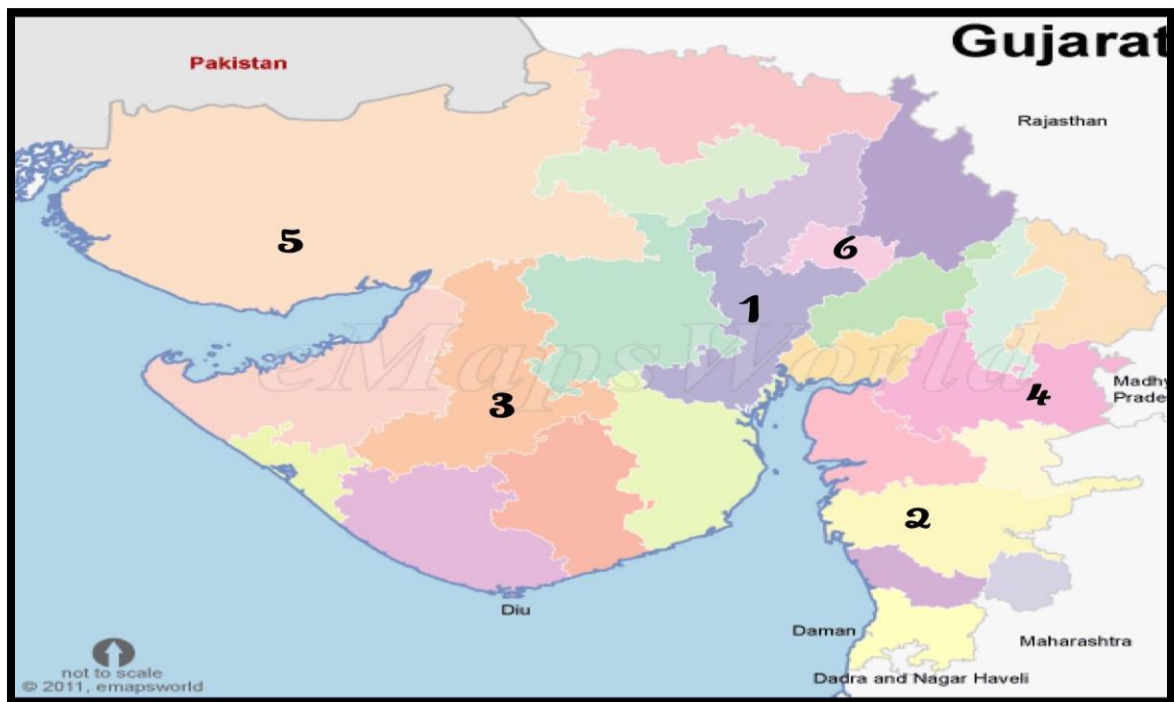 Gujarat
Pakistan
Rajasthan
5
6
1
eMapsWorld
3
4
Madhy
Prade
2
Diu
Daman
Maharashtra
not to scale
Dadra and Nagar Haveli
© 2011, emapsworld